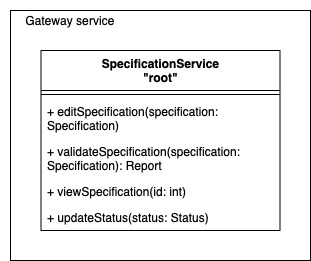 Gateway service
SpecificationService
"root"
+ editSpecification(specification:
Specification)
+ validateSpecification(specification:
Specification): Report
+ viewSpecification(id: int)
+ updateStatus(status: Status)